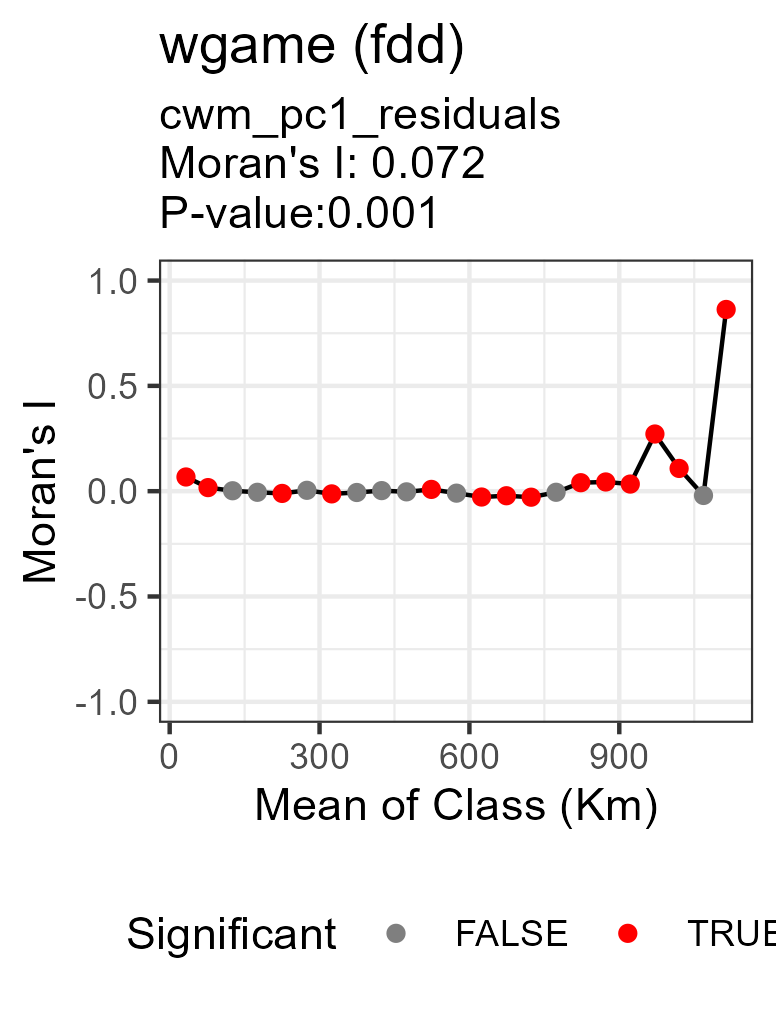 wgame (fdd)
cwm_pc1_residuals
Moran's I: 0.072
P-value:0.001
1.0
0.5
0.0
-0.5
-1.0
Moran's I
0 300 600 900
Mean of Class (Km)
Significant FALSE TRUE